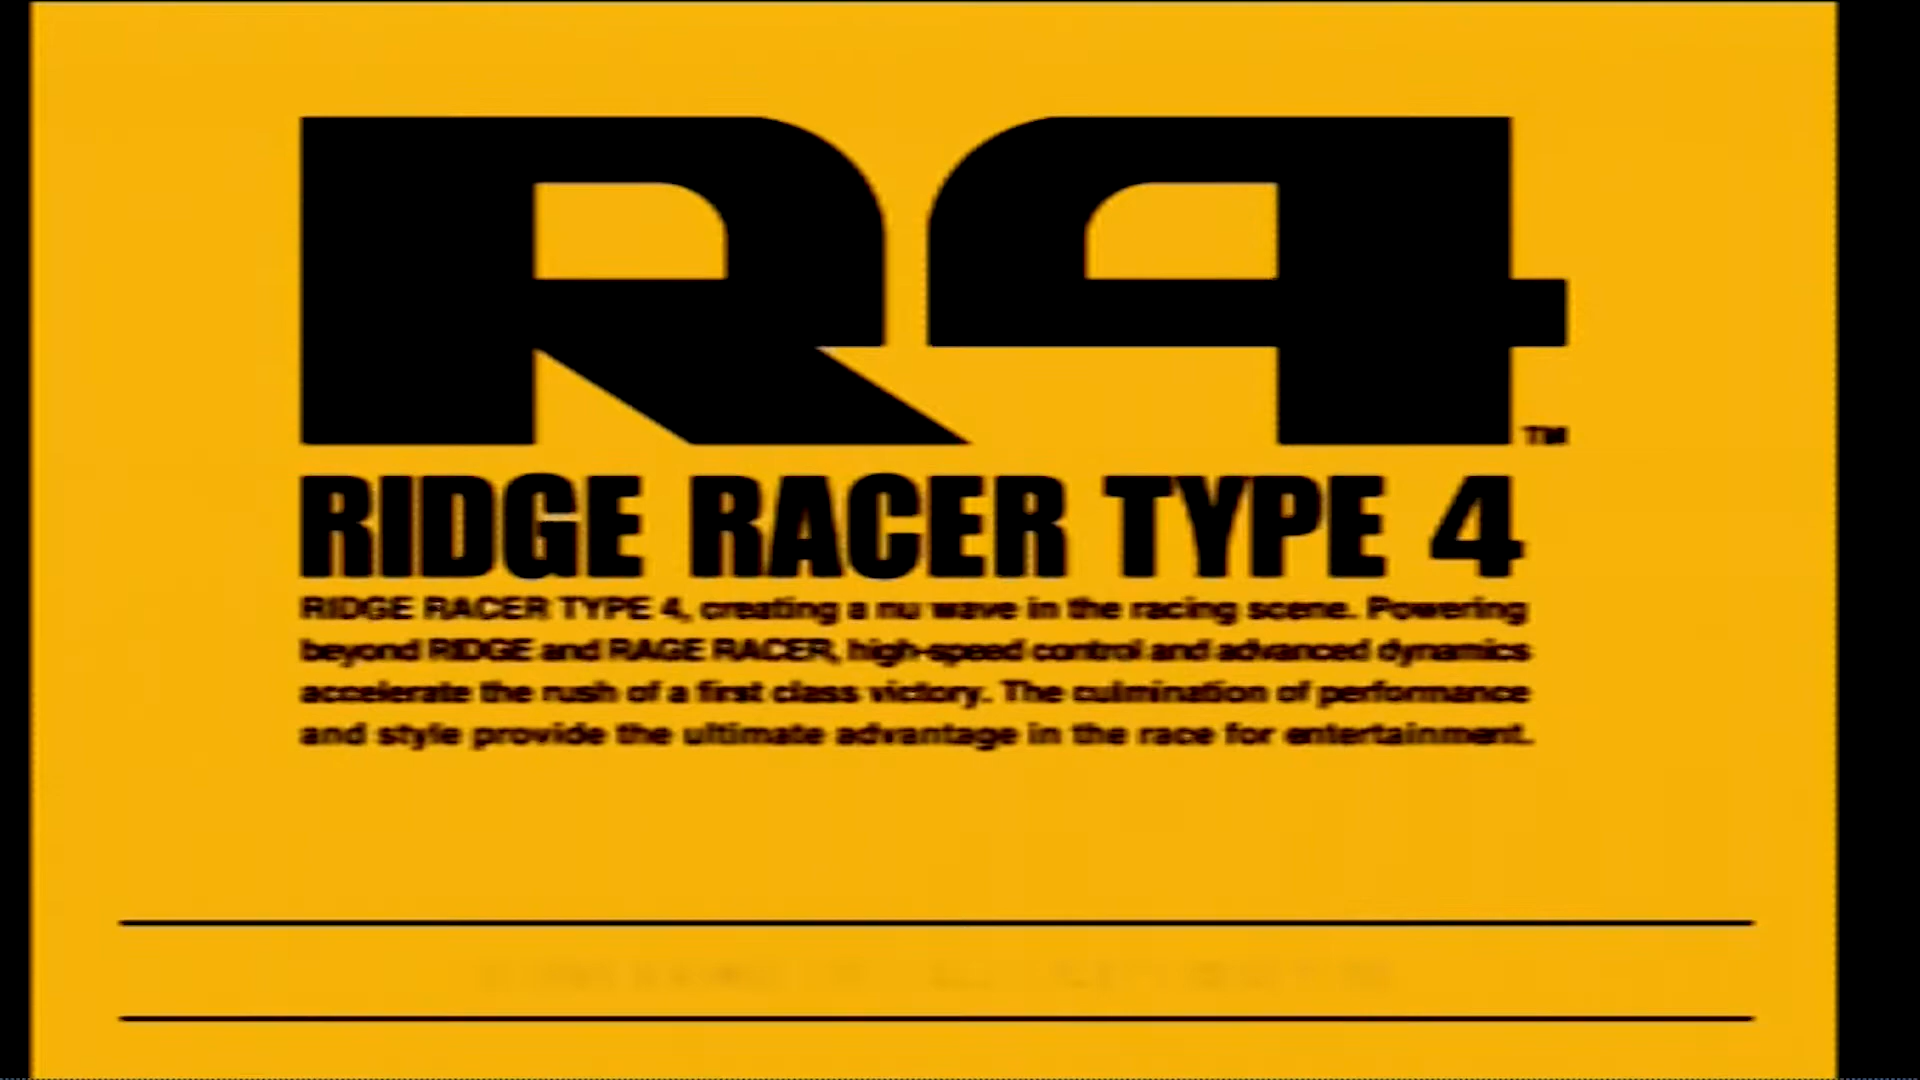 R4
TM
RIDGE RACER TYPE 4
RIDGE RACER TYPE 4, creating a nu wave in the racing scene. Powering
beyond RIDGE and RAGE RACER, high-speed control and advanced dynamics
accelerate the rush of a first class victory. The culmination of performance
and style provide the ultimate advantage in the race for entertainment.